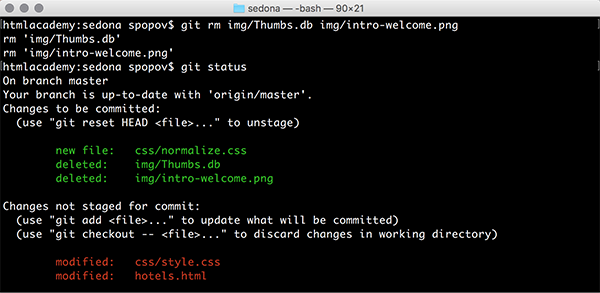 sedona — -bash — 90×21
htmlacademy:sedona spopov$ git rm img/Thumbs.db img/intro-welcome.png
rm 'img/Thumbs.db'
rm 'img/intro-welcome.png'
htmlacademy:sedona spopov$ git status
On branch master
Your branch is up-to-date with 'origin/master'.
Changes to be committed:
  (use "git reset HEAD <file>..." to unstage)
        new file:   css/normalize.css
        deleted:    img/Thumbs.db
        deleted:    img/intro-welcome.png
Changes not staged for commit:
  (use "git add <file>..." to update what will be committed)
  (use "git checkout -- <file>..." to discard changes in working directory)
        modified:   css/style.css
        modified:   hotels.html